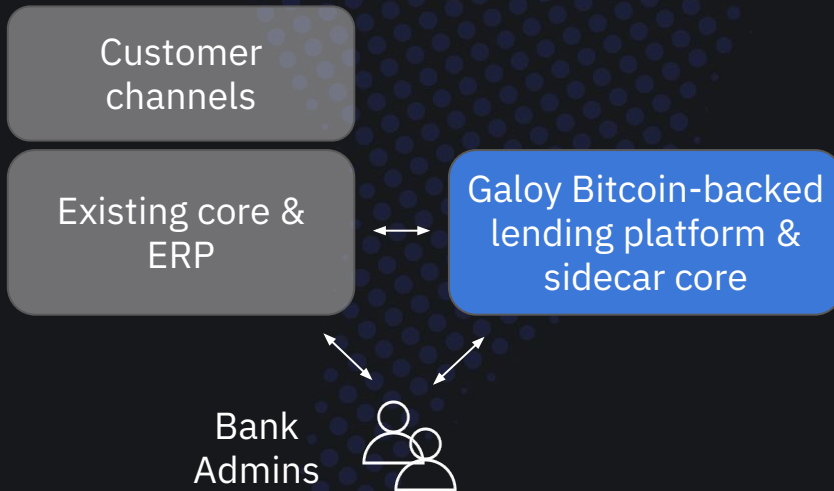 Customer
channels
Existing core &
ERP
Galoy Bitcoin-backed
lending platform &
sidecar core
Bank
Admins